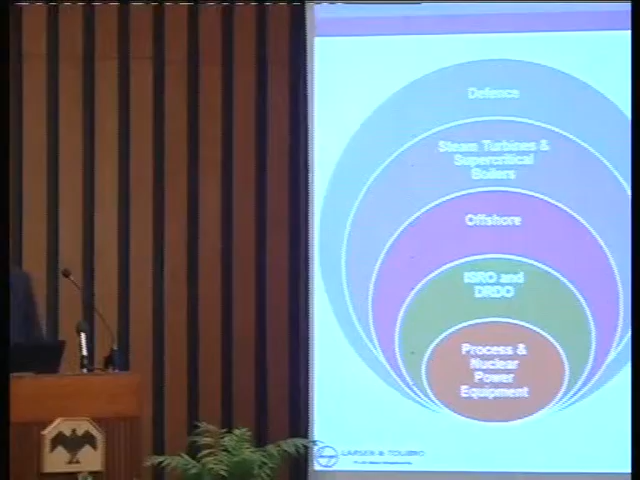 Defence
Steam Turbines &
Supercritical
Boilers
Offshore
ISRO and
DRDO
Process &
Nuclear
Power
Equipment
LARSEN & TOUBRO